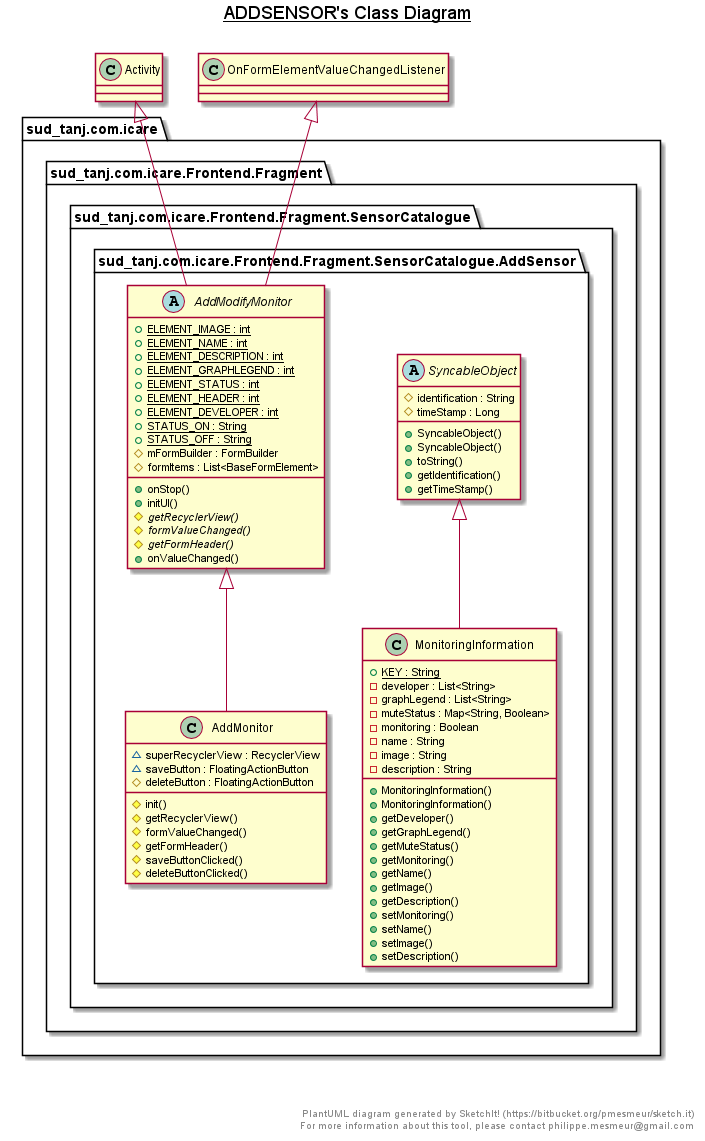 ADDSENSOR's Class Diagram
C Activity
C OnFormElementValueChangedListener
sud_tanj.com.icare
sud_tanj.com.icare.Frontend.Fragment
sud_tanj.com.icare.Frontend.Fragment.SensorCatalogue
sud_tanj.com.icare.Frontend.Fragment.SensorCatalogue.AddSensor
A AddModifyMonitor
ELEMENT_IMAGE : int
ELEMENT_NAME : int
ELEMENT_DESCRIPTION : int
ELEMENT_GRAPHLEGEND : int
ELEMENT_STATUS : int
ELEMENT_HEADER : int
ELEMENT_DEVELOPER : int
STATUS_ON : String
STATUS_OFF : String
mFormBuilder : FormBuilder
formItems : List<BaseFormElement>
onStop()
initUI()
getRecyclerView()
formValueChanged()
getFormHeader()
onValueChanged()
A SyncableObject
identification : String
timeStamp : Long
SyncableObject()
SyncableObject()
toString()
getIdentification()
getTimeStamp()
C AddMonitor
superRecyclerView : RecyclerView
saveButton : FloatingActionButton
deleteButton : FloatingActionButton
init()
getRecyclerView()
formValueChanged()
getFormHeader()
saveButtonClicked()
deleteButtonClicked()
C MonitoringInformation
KEY : String
developer : List<String>
graphLegend : List<String>
muteStatus : Map<String, Boolean>
monitoring : Boolean
name : String
image : String
description : String
MonitoringInformation()
MonitoringInformation()
getDeveloper()
getGraphLegend()
getMuteStatus()
getMonitoring()
getName()
getImage()
getDescription()
setMonitoring()
setName()
setImage()
setDescription()
PlantUML diagram generated by SketchIt! (https://bitbucket.org/pmesmeur/sketch.it)
For more information about this tool, please contact philippe.mesmeur@gmail.com